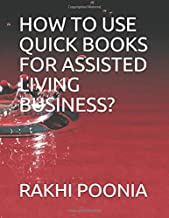 HOW TO USE
QUICK BOOKS
FOR ASSISTED
LIVING
BUSINESS?
RAKHI POONIA